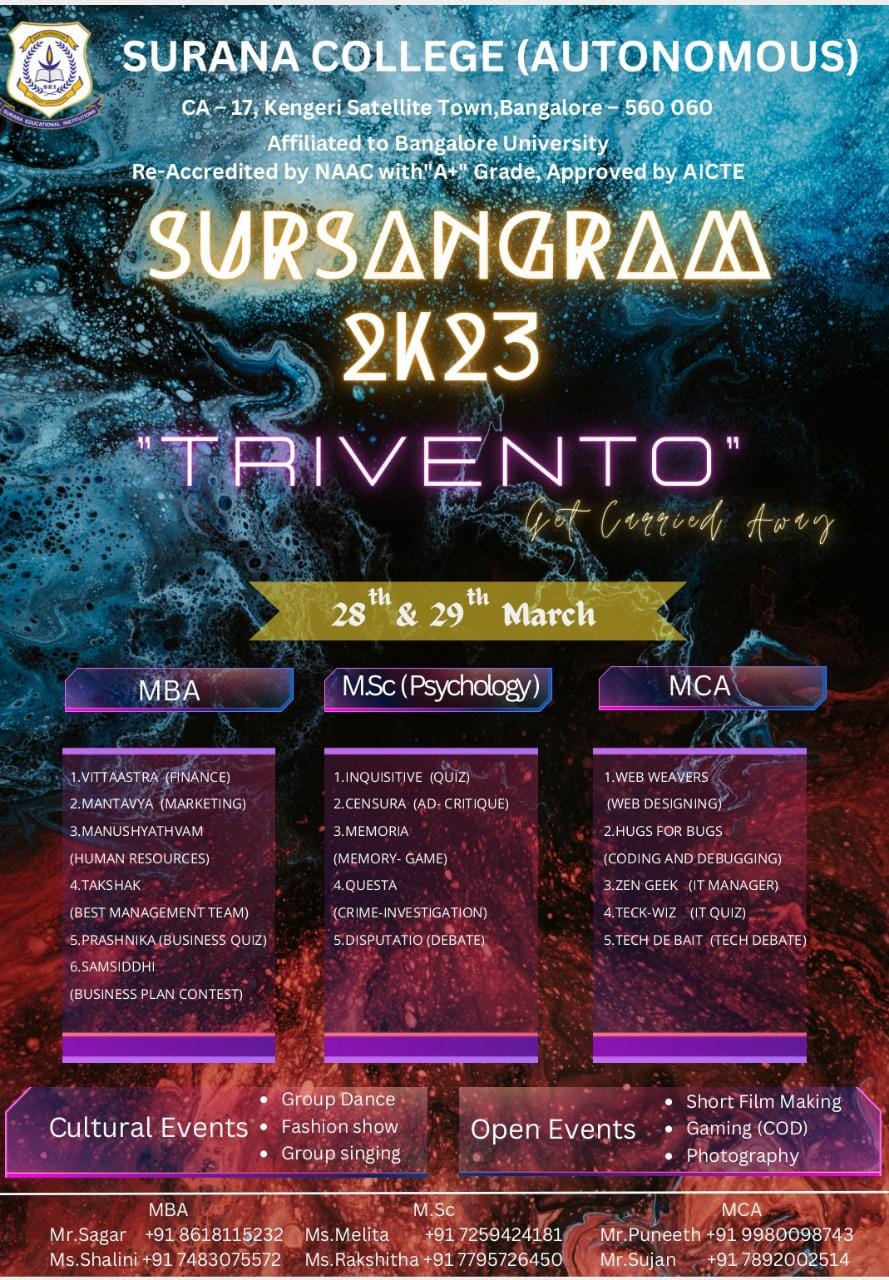 SURANA COLLEGE (AUTONOMOUS)
CA – 17, Kengeri Satellite Town,Bangalore – 560 060
Affiliated to Bangalore University
Re-Accredited by NAAC with"A+" Grade, Approved by AICTE
SEI
SURANA EDUCATIONAL INSTITUTIONS
SURSANGRAM
2K23
"TRIVENTO"
Get Carried Away
28th & 29th March
MBA
1.VITTAASTRA (FINANCE)
2.MANTAVYA (MARKETING)
3.MANUSHYATHVAM
(HUMAN RESOURCES)
4.TAKSHAK
(BEST MANAGEMENT TEAM)
5.PRASHNIKA (BUSINESS QUIZ)
6.SAMSIDDHI
(BUSINESS PLAN CONTEST)
M.Sc (Psychology)
1.INQUISITIVE (QUIZ)
2.CENSURA (AD- CRITIQUE)
3.MEMORIA
(MEMORY- GAME)
4.QUESTA
(CRIME-INVESTIGATION)
5.DISPUTATIO (DEBATE)
MCA
1.WEB WEAVERS
(WEB DESIGNING)
2.HUGS FOR BUGS
(CODING AND DEBUGGING)
3.ZEN GEEK (IT MANAGER)
4.TECK-WIZ (IT QUIZ)
5.TECH DE BAIT (TECH DEBATE)
Cultural Events
• Group Dance
• Fashion show
• Group singing
Open Events
• Short Film Making
• Gaming (COD)
• Photography
MBA
Mr.Sagar +91 8618115232
Ms.Shalini +91 7483075572
M.Sc
Ms.Melita +91 7259424181
Ms.Rakshitha +91 7795726450
MCA
Mr.Puneeth +91 9980098743
Mr.Sujan +91 7892002514